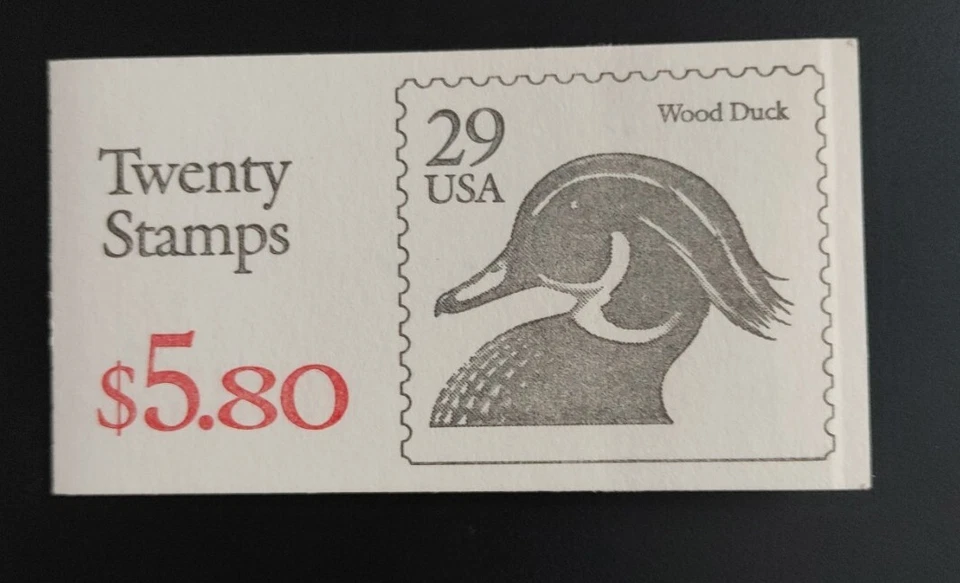 Twenty
Stamps
$5.80
29
USA
Wood Duck